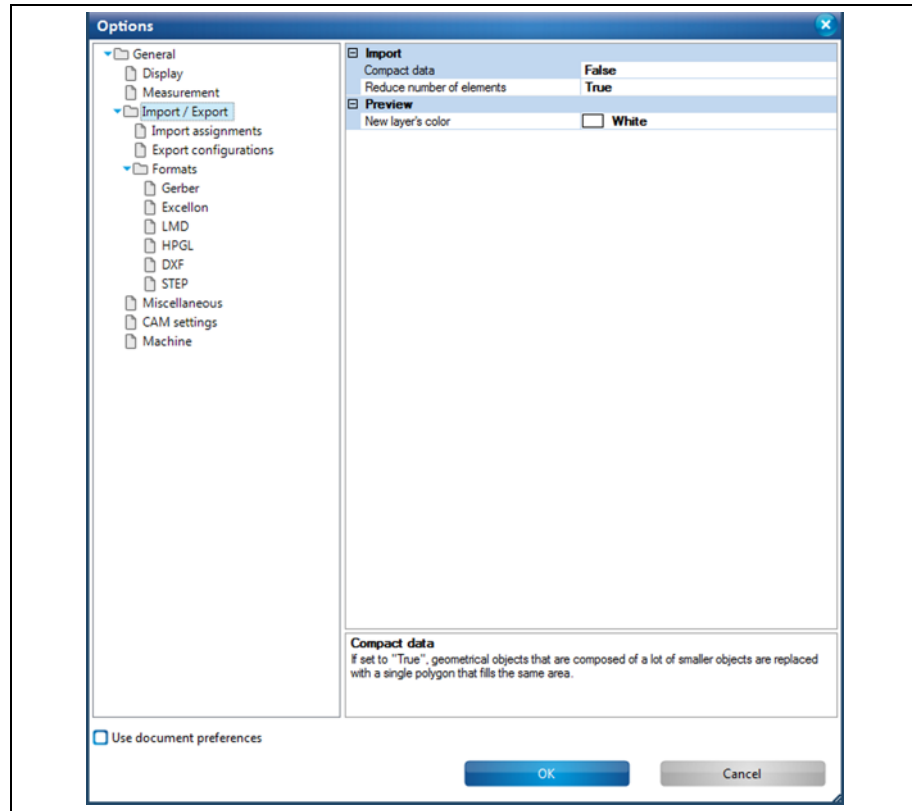 Options
General
Display
Measurement
Import / Export
Import assignments
Export configurations
Formats
Gerber
Excellon
LMD
HPGL
DXF
STEP
Miscellaneous
CAM settings
Machine
Import
Compact data False
Reduce number of elements True
Preview
New layer's color White
Compact data
If set to "True", geometrical objects that are composed of a lot of smaller objects are replaced
with a single polygon that fills the same area.
Use document preferences
OK Cancel